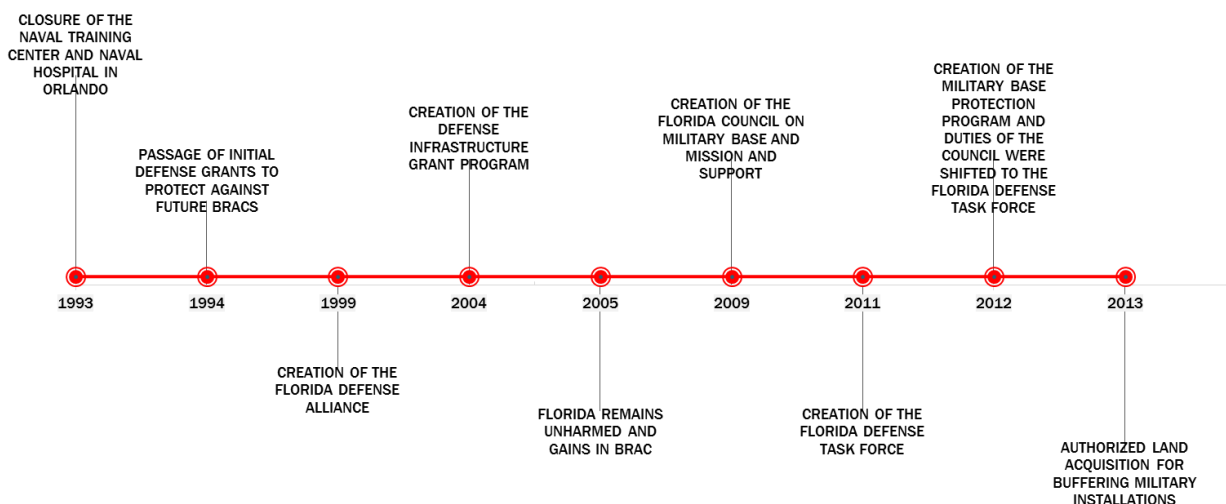 CLOSURE OF THE
NAVAL TRAINING
CENTER AND NAVAL
HOSPITAL IN
ORLANDO
PASSAGE OF INITIAL
DEFENSE GRANTS TO
PROTECT AGAINST
FUTURE BRACS
CREATION OF THE
DEFENSE
INFRASTRUCTURE
GRANT PROGRAM
CREATION OF THE
FLORIDA COUNCIL ON
MILITARY BASE AND
MISSION AND
SUPPORT
CREATION OF THE
MILITARY BASE
PROTECTION
PROGRAM AND
DUTIES OF THE
COUNCIL WERE
SHIFTED TO THE
FLORIDA DEFENSE
TASK FORCE
1993 1994 1999 2004 2005 2009 2011 2012 2013
CREATION OF THE
FLORIDA DEFENSE
ALLIANCE
FLORIDA REMAINS
UNHARMED AND
GAINS IN BRAC
CREATION OF THE
FLORIDA DEFENSE
TASK FORCE
AUTHORIZED LAND
ACQUISITION FOR
BUFFERING MILITARY
INSTALLATIONS